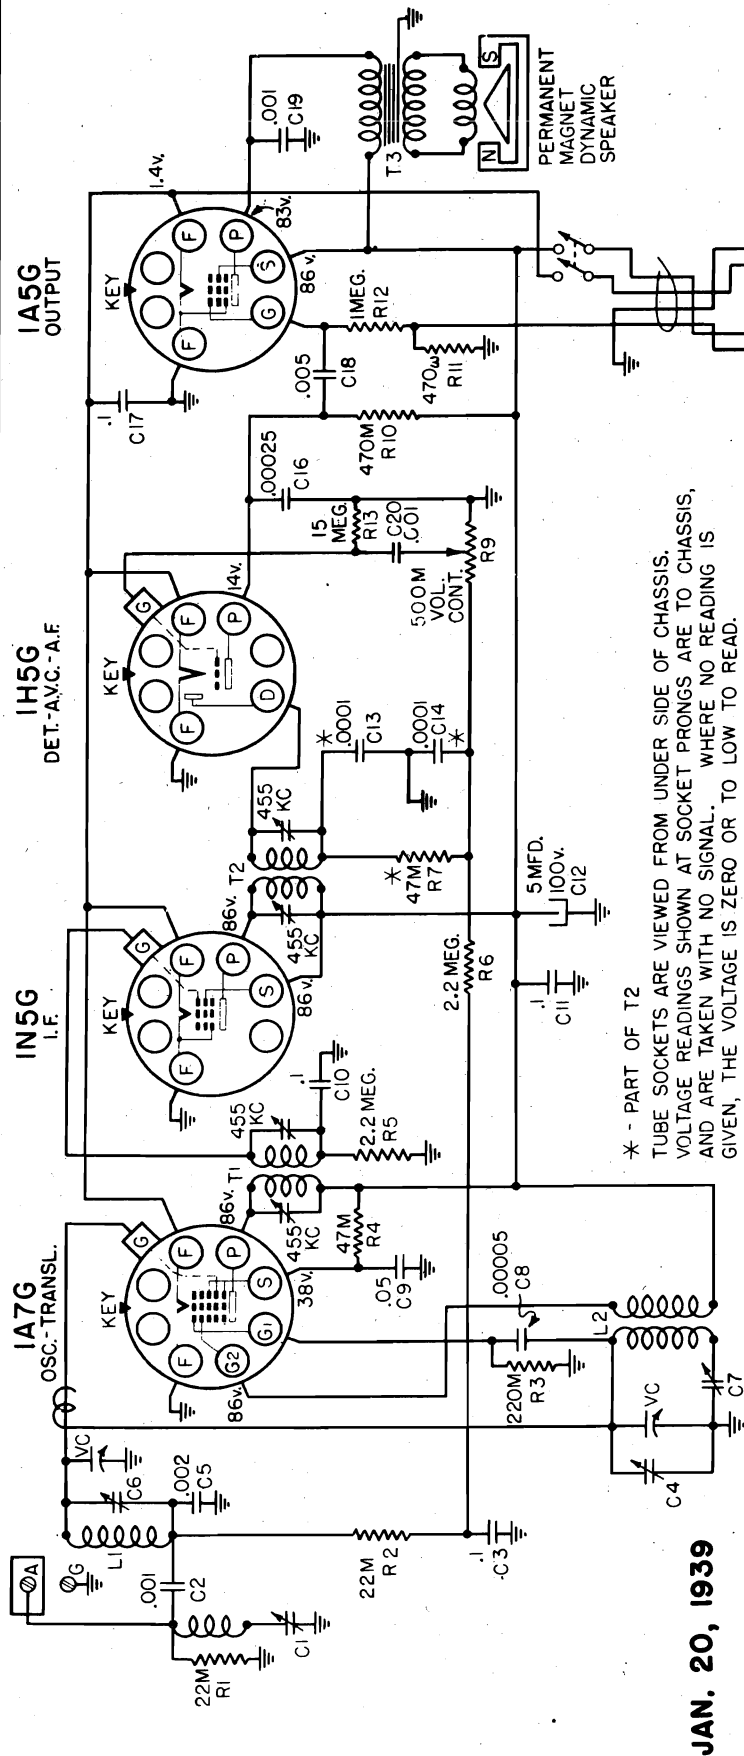 1A7G
OSC.-TRANSL.
1N5G
I.F.
1H5G
DET.-A.V.C.-A.F.
1A5G
OUTPUT
A
G
L1
VC
C6
.002
C5
.001
C2
22M
R1
C1
22M
R2
.1
C3
KEY
G
F
F
P
S
G1
G2
86v.
38v.
86v.
T1
455
KC
455
KC
47M
R4
.05
C9
.00005
C8
220M
R3
L2
VC
C4
C7
.1
C10
2.2 MEG.
R5
KEY
G
F
F
P
S
86v.
86v.
T2
455
KC
455
KC
*
.0001
C13
.0001
C14
*
*
47M
R7
2.2 MEG.
R6
.1
C11
5 MFD.
100v.
C12
KEY
G
F
F
P
D
14v.
.00025
C16
15
MEG.
R13
C20
.01
500M
VOL.
CONT.
R9
.1
C17
KEY
F
F
P
S
G
1.4v.
83v.
86v.
.005
C18
1MEG.
R12
470M
R10
470ω
R11
.001
C19
T3
N
S
PERMANENT
MAGNET
DYNAMIC
SPEAKER
* - PART OF T2
TUBE SOCKETS ARE VIEWED FROM UNDER SIDE OF CHASSIS.
VOLTAGE READINGS SHOWN AT SOCKET PRONGS ARE TO CHASSIS,
AND ARE TAKEN WITH NO SIGNAL. WHERE NO READING IS
GIVEN, THE VOLTAGE IS ZERO OR TO LOW TO READ.
JAN. 20, 1939